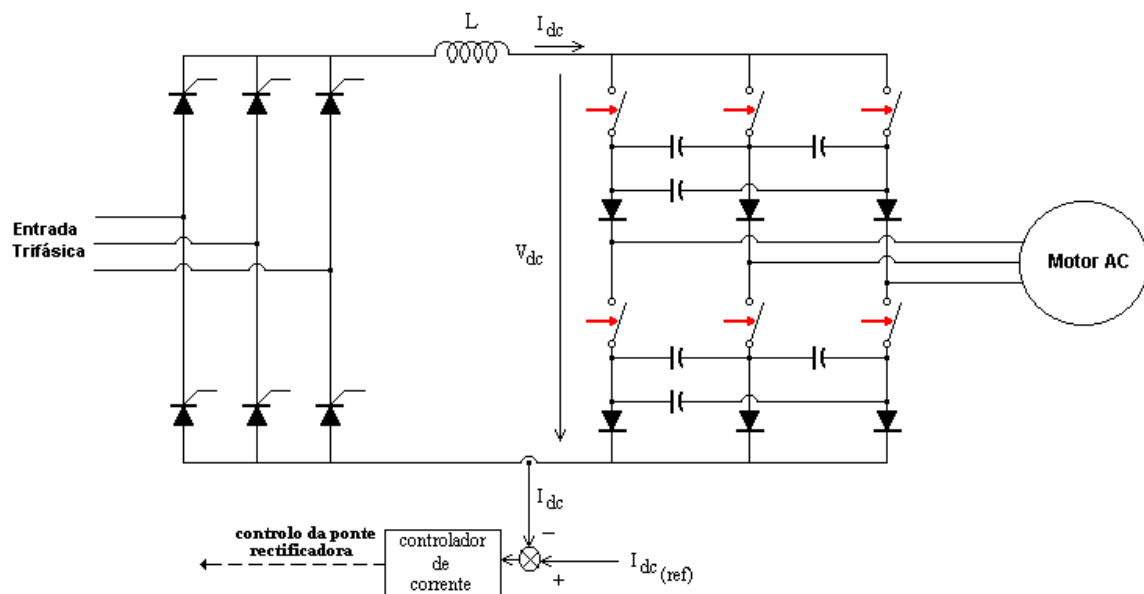 L
I dc
Entrada
Trifásica
V dc
Motor AC
I dc
controlo da ponte
rectificadora
controlador
de
corrente
−
+
I dc (ref)